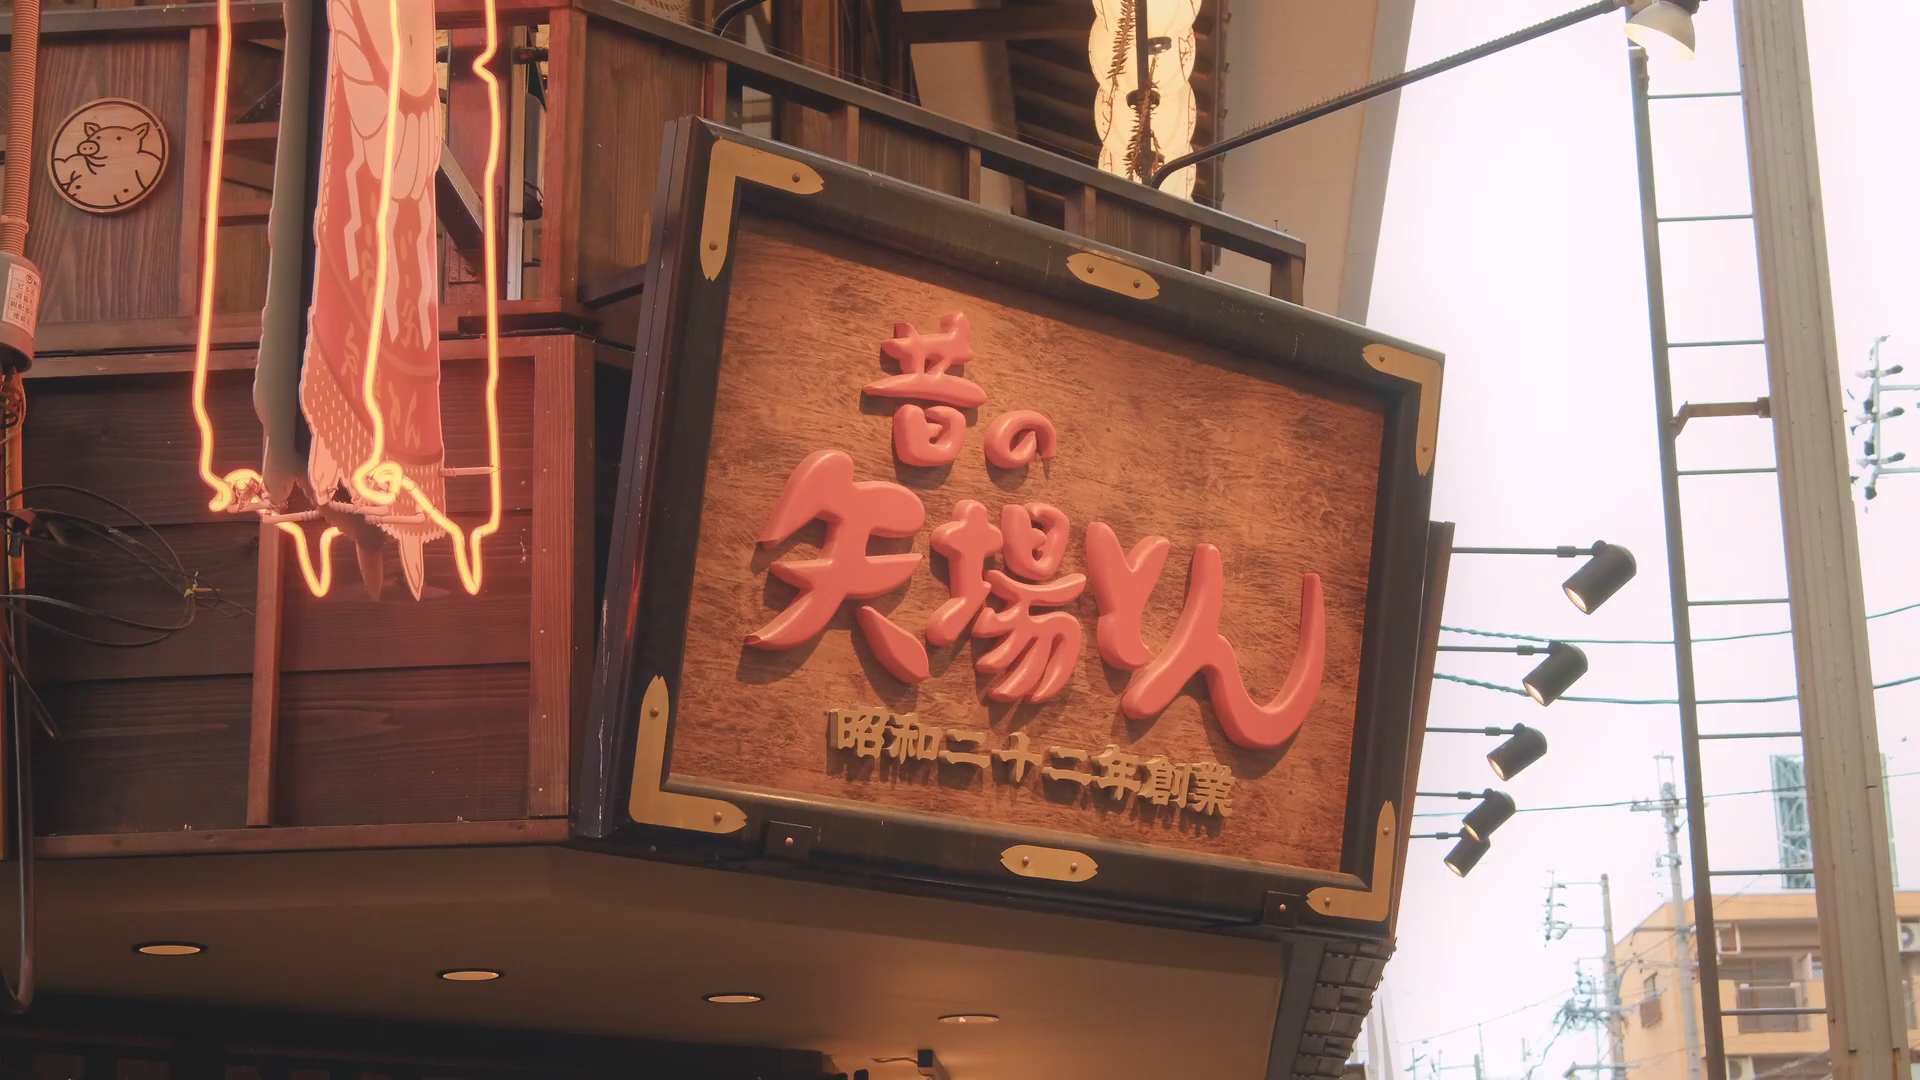 昔の
矢場とん
昭和二十二年創業